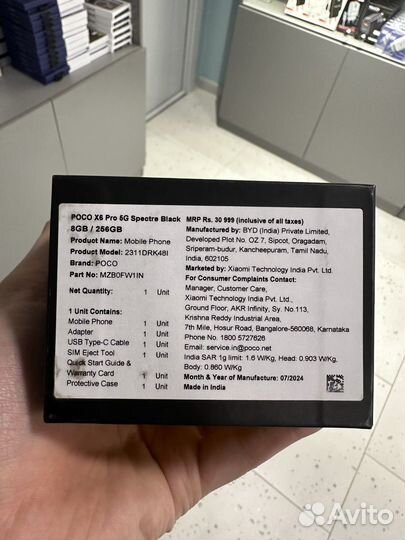 POCO X6 Pro 5G Spectre Black
8GB / 256GB
Product Name: Mobile Phone
Product Model: 2311DRK48I
Brand: POCO
Part No: MZB0FW1IN
Net Quantity: 1 Unit
1 Unit Contains:
Mobile Phone 1 Unit
Adapter 1 Unit
USB Type-C Cable 1 Unit
SIM Eject Tool 1 Unit
Quick Start Guide &
Warranty Card 1 Unit
Protective Case 1 Unit
MRP Rs. 30 999 (inclusive of all taxes)
Manufactured by: BYD (India) Private Limited,
Developed Plot No. OZ 7, Sipcot, Oragadam,
Sriperum-budur, Kancheepuram, Tamil Nadu,
India, 602105
Marketed by: Xiaomi Technology India Pvt. Ltd.
For Consumer Complaints Contact:
Manager, Customer Care,
Xiaomi Technology India Pvt. Ltd.
Ground Floor, AKR Infinity, Sy. No. 113,
Krishna Reddy Industrial Area,
7th Mile, Hosur Road, Bangalore-560068, Karnataka
Phone No. 1800 5727626
Email: service.in@poco.net
India SAR 1g limit: 1.6 W/Kg, Head: 0.903 W/Kg,
Body: 0.860 W/Kg
Month & Year of Manufacture: 07/2024
Made in India
Avito